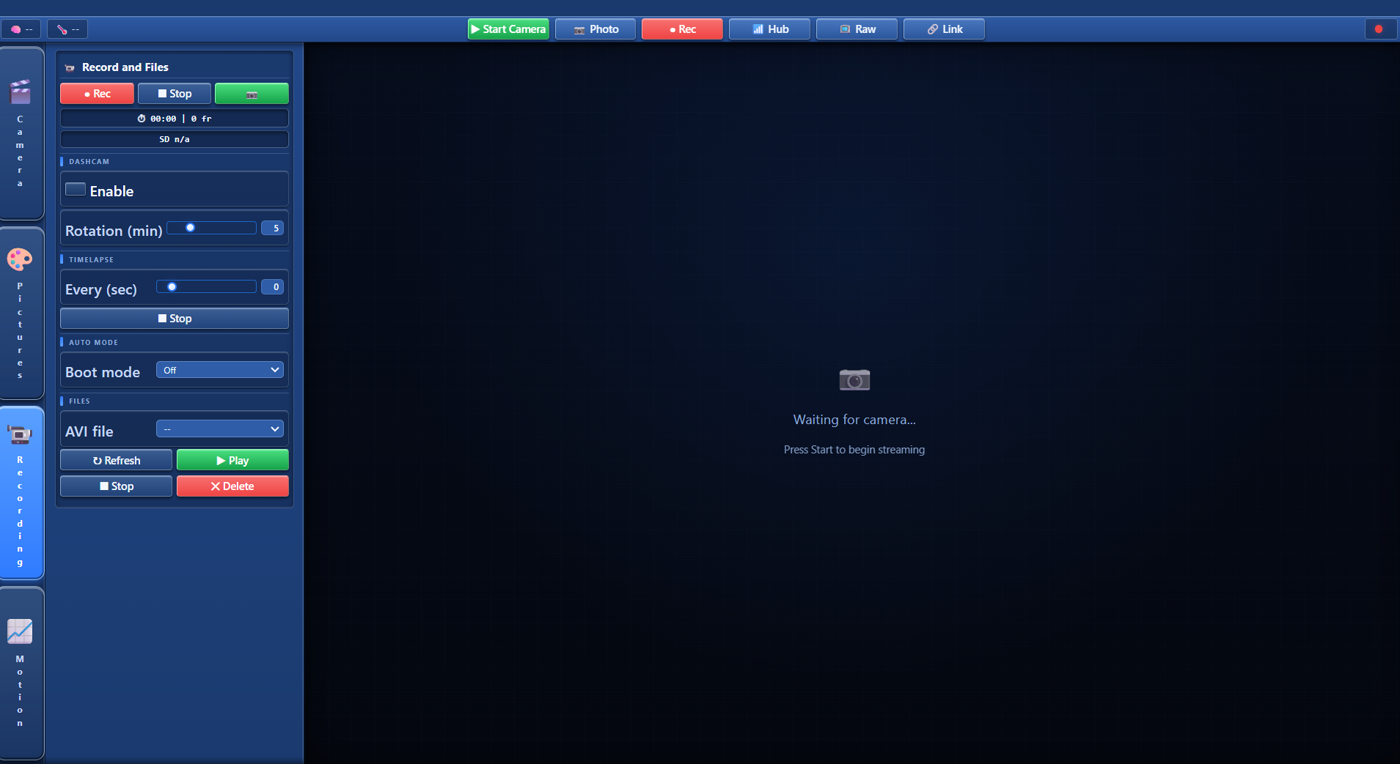 -- --
Start Camera Photo Rec Hub Raw Link
Camera
Pictures
Recording
Motion
Record and Files
Rec Stop
00:00 | 0 fr
SD n/a
DASHCAM
Enable
Rotation (min) 5
TIMELAPSE
Every (sec) 0
Stop
AUTO MODE
Boot mode Off
FILES
AVI file --
Refresh Play
Stop Delete
Waiting for camera...
Press Start to begin streaming